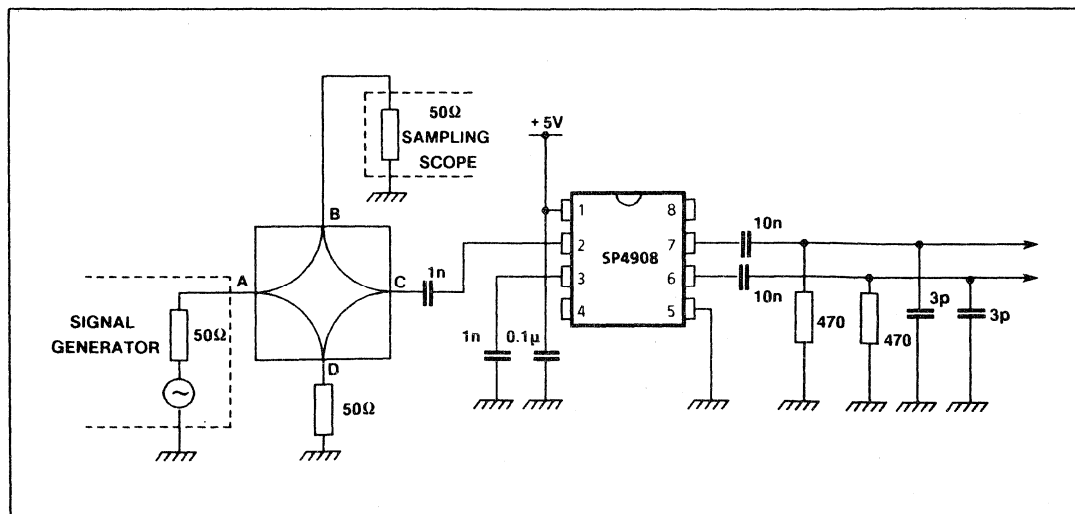 50Ω
SAMPLING
SCOPE
+ 5V
B
1 8
10n
2 7
SP4908
A
C
1n
3 6
10n
SIGNAL
GENERATOR
50Ω
4 5
470
3p
3p
470
1n
0.1µ
D
50Ω